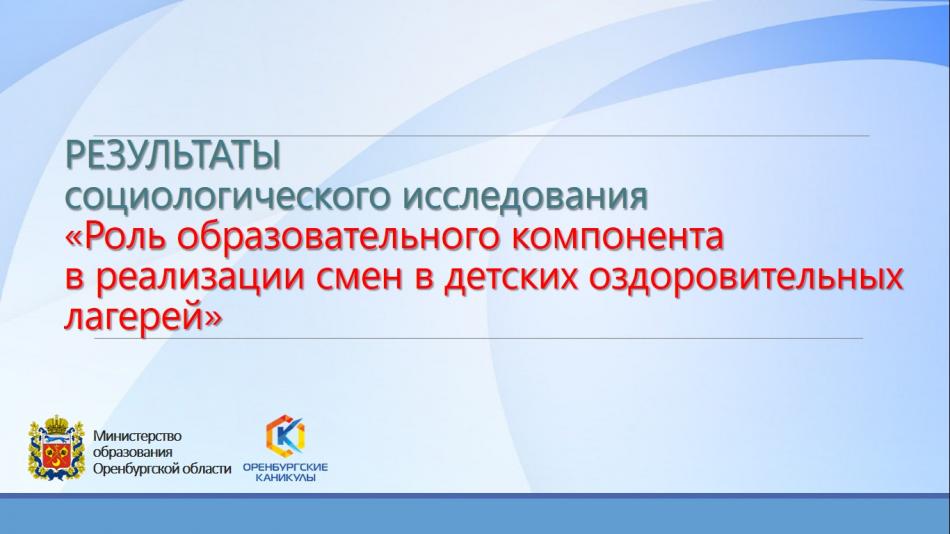 РЕЗУЛЬТАТЫ
социологического исследования
«Роль образовательного компонента
в реализации смен в детских оздоровительных
лагерей»
Министерство
образования
Оренбургской области
ОРЕНБУРГСКИЕ
КАНИКУЛЫ